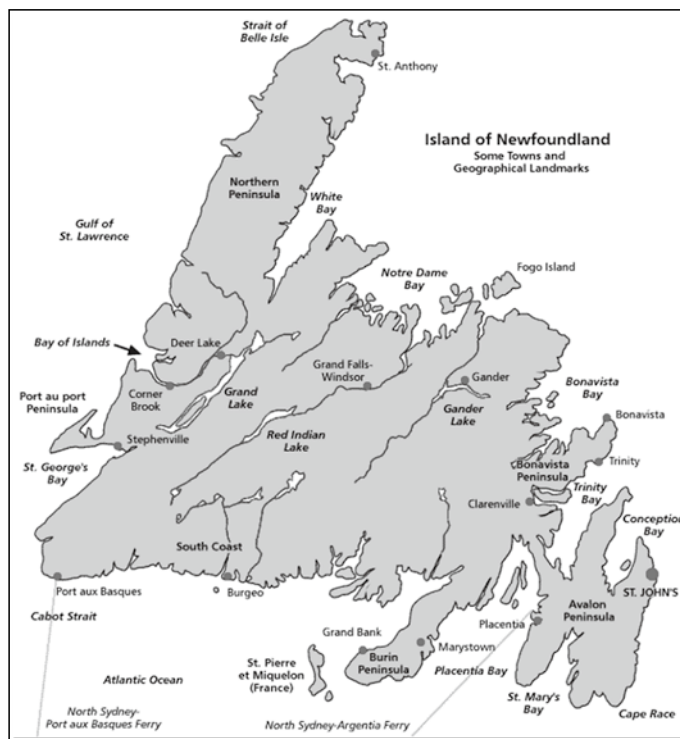 Strait of
Belle Isle
St. Anthony
Island of Newfoundland
Some Towns and
Geographical Landmarks
Northern
Peninsula
White
Bay
Gulf of
St. Lawrence
Notre Dame
Bay
Fogo Island
Bay of Islands
Deer Lake
Grand Falls-
Windsor
Gander
Corner
Brook
Grand
Lake
Gander
Lake
Bonavista
Bay
Port au port
Peninsula
Bonavista
Stephenville
Red Indian
Lake
St. George's
Bay
Bonavista
Peninsula
Trinity
Trinity
Bay
Clarenville
Conception
Bay
South Coast
Port aux Basques
Burgeo
ST. JOHN'S
Cabot Strait
Avalon
Peninsula
Placentia
Grand Bank
Marystown
Burin
Peninsula
St. Pierre
et Miquelon
(France)
Placentia Bay
Atlantic Ocean
St. Mary's
Bay
Cape Race
North Sydney-
Port aux Basques Ferry
North Sydney-Argentia Ferry